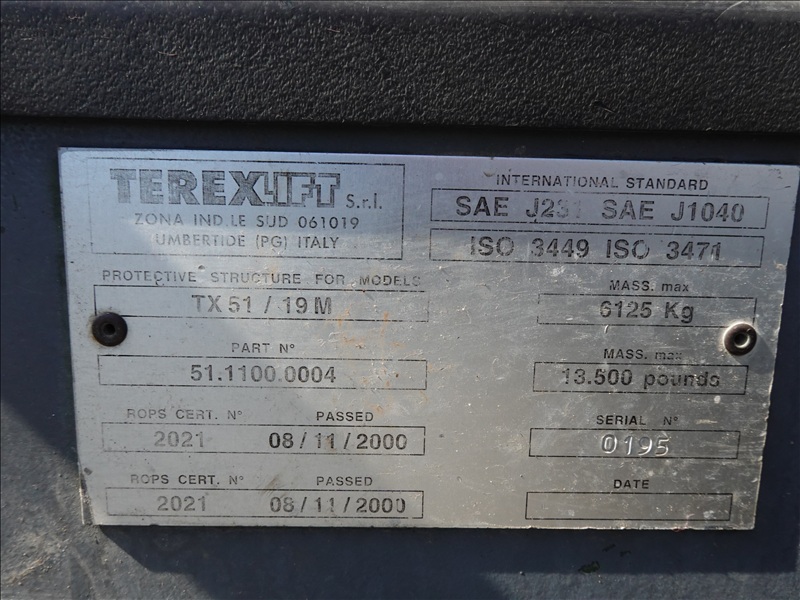 TEREXLIFT S.r.l.
ZONA IND.LE SUD 061019
UMBERTIDE (PG) ITALY
INTERNATIONAL STANDARD
SAE J231 SAE J1040
ISO 3449 ISO 3471
PROTECTIVE STRUCTURE FOR MODELS
TX 51 / 19 M
MASS. max
6125 Kg
PART N°
51.1100.0004
MASS. max
13.500 pounds
ROPS CERT. N° PASSED
2021 08/11/2000
SERIAL N°
0195
ROPS CERT. N° PASSED
2021 08/11/2000
DATE